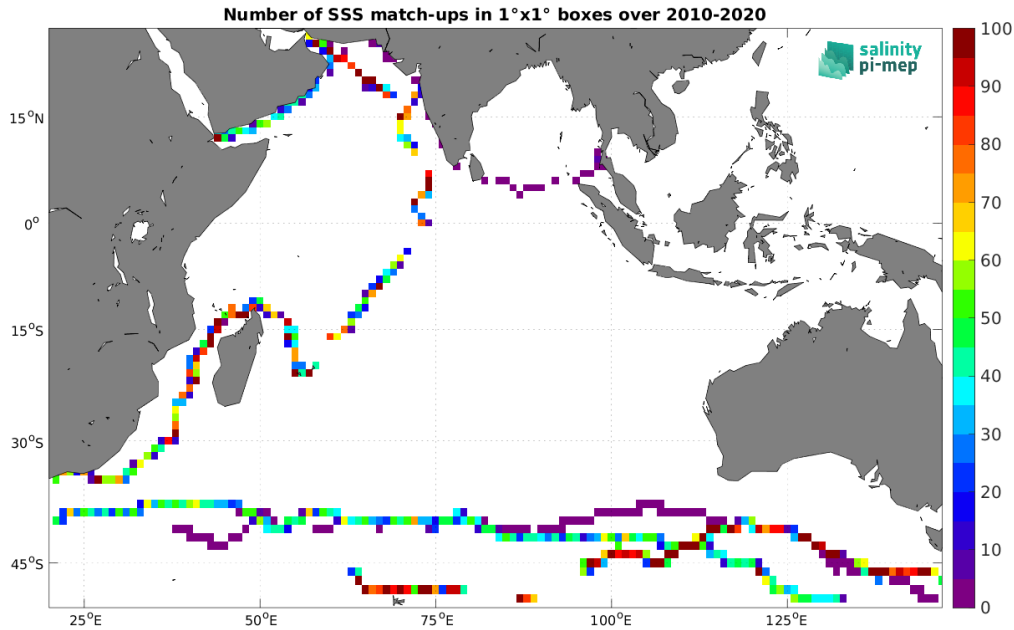 Number of SSS match-ups in 1°x1° boxes over 2010-2020
salinity
pi-mep
15°N
0°
15°S
30°S
45°S
25°E
50°E
75°E
100°E
125°E
100
90
80
70
60
50
40
30
20
10
0